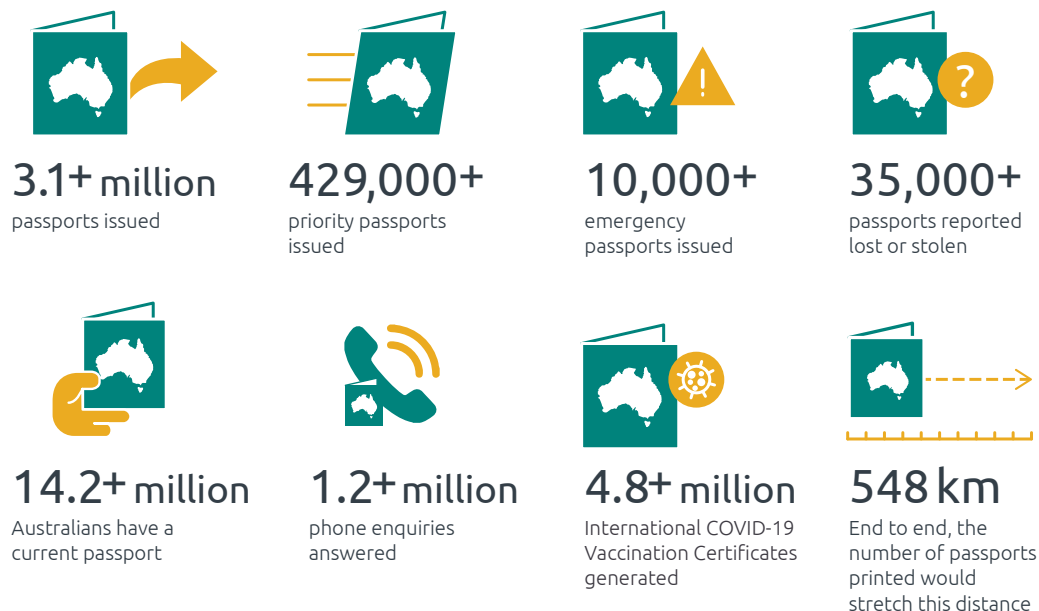 3.1+ million
passports issued
429,000+
priority passports
issued
10,000+
emergency
passports issued
35,000+
passports reported
lost or stolen
14.2+ million
Australians have a
current passport
1.2+ million
phone enquiries
answered
4.8+ million
International COVID-19
Vaccination Certificates
generated
548 km
End to end, the
number of passports
printed would
stretch this distance